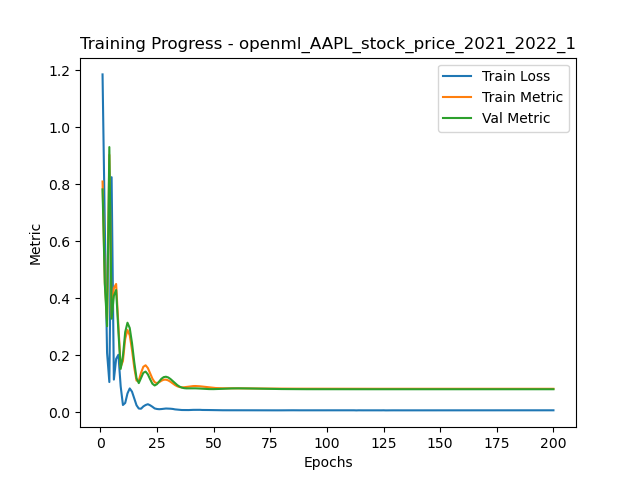 Training Progress - openml_AAPL_stock_price_2021_2022_1
Train Loss
Train Metric
Val Metric
Metric
1.2
1.0
0.8
0.6
0.4
0.2
0.0
0 25 50 75 100 125 150 175 200
Epochs